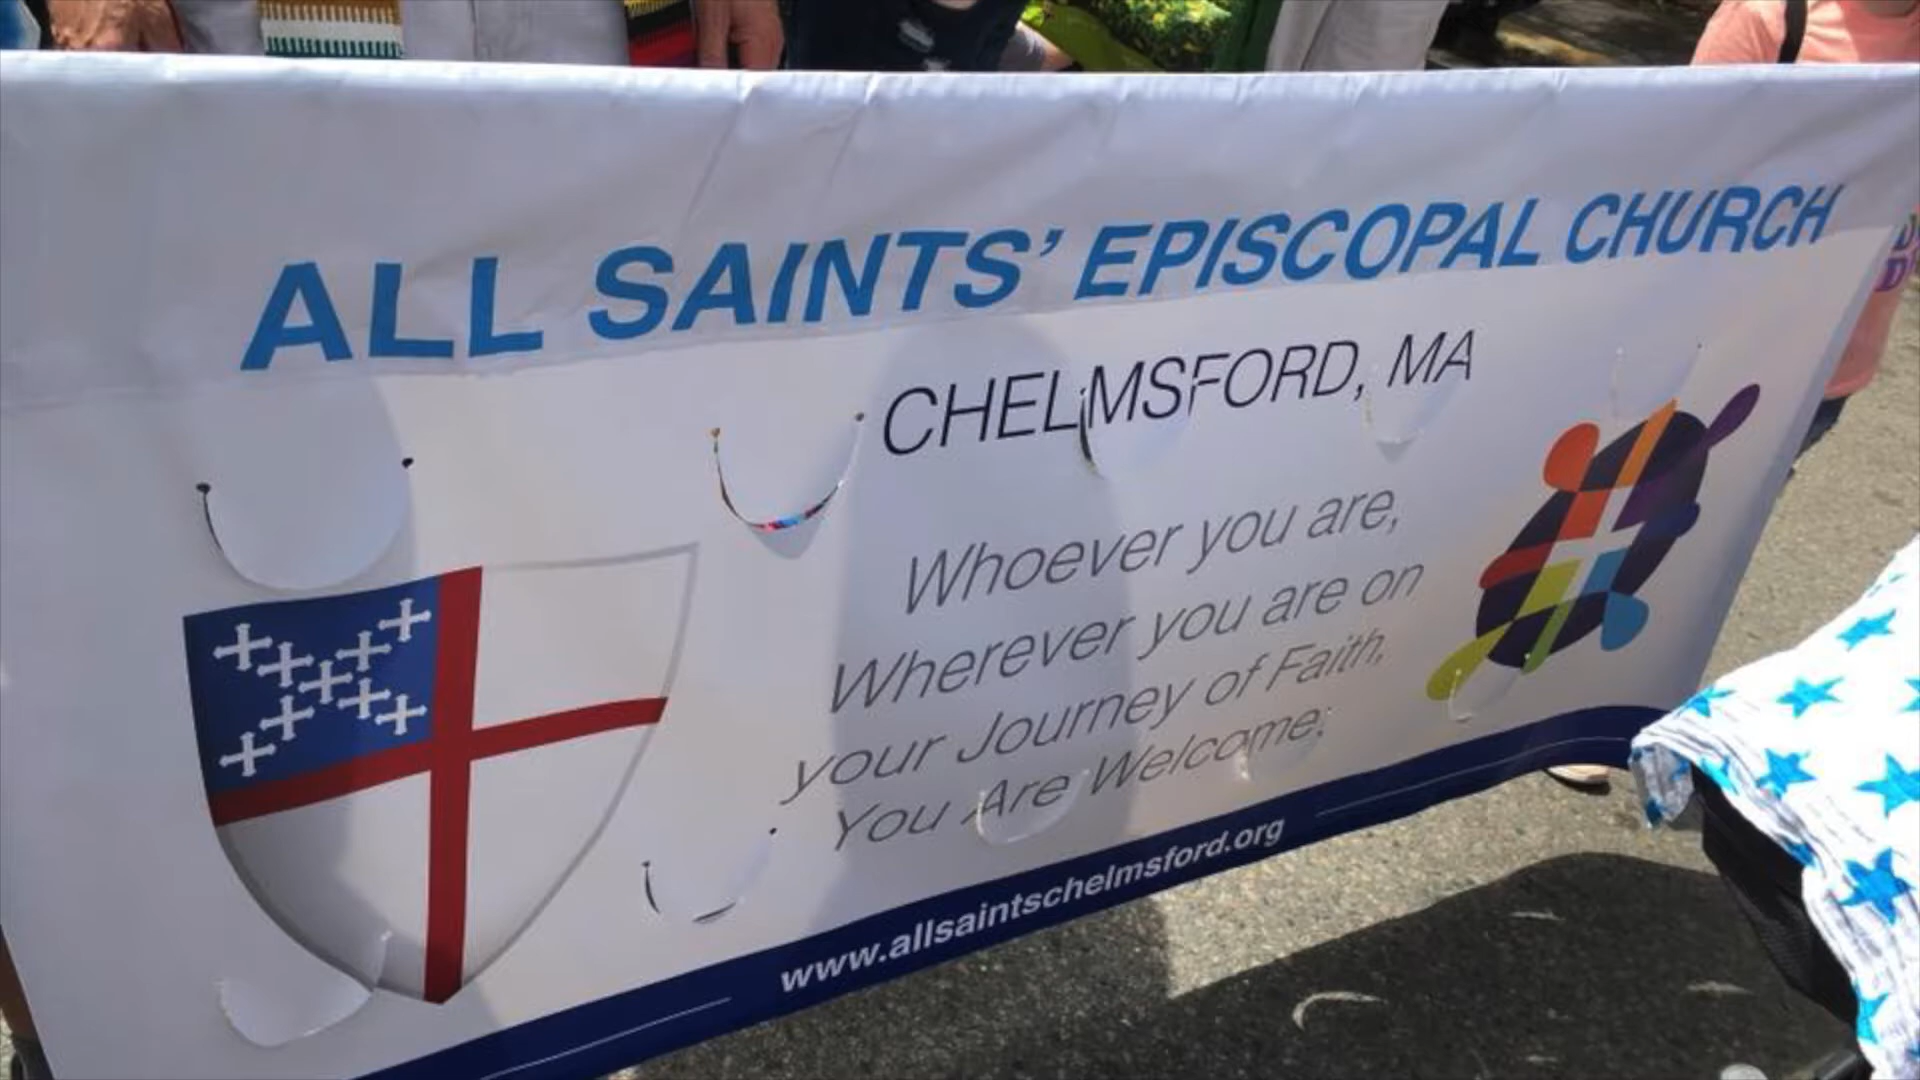 ALL SAINTS' EPISCOPAL CHURCH
CHELMSFORD, MA
Whoever you are,
Wherever you are on
your Journey of Faith,
You Are Welcome;
www.allsaintschelmsford.org